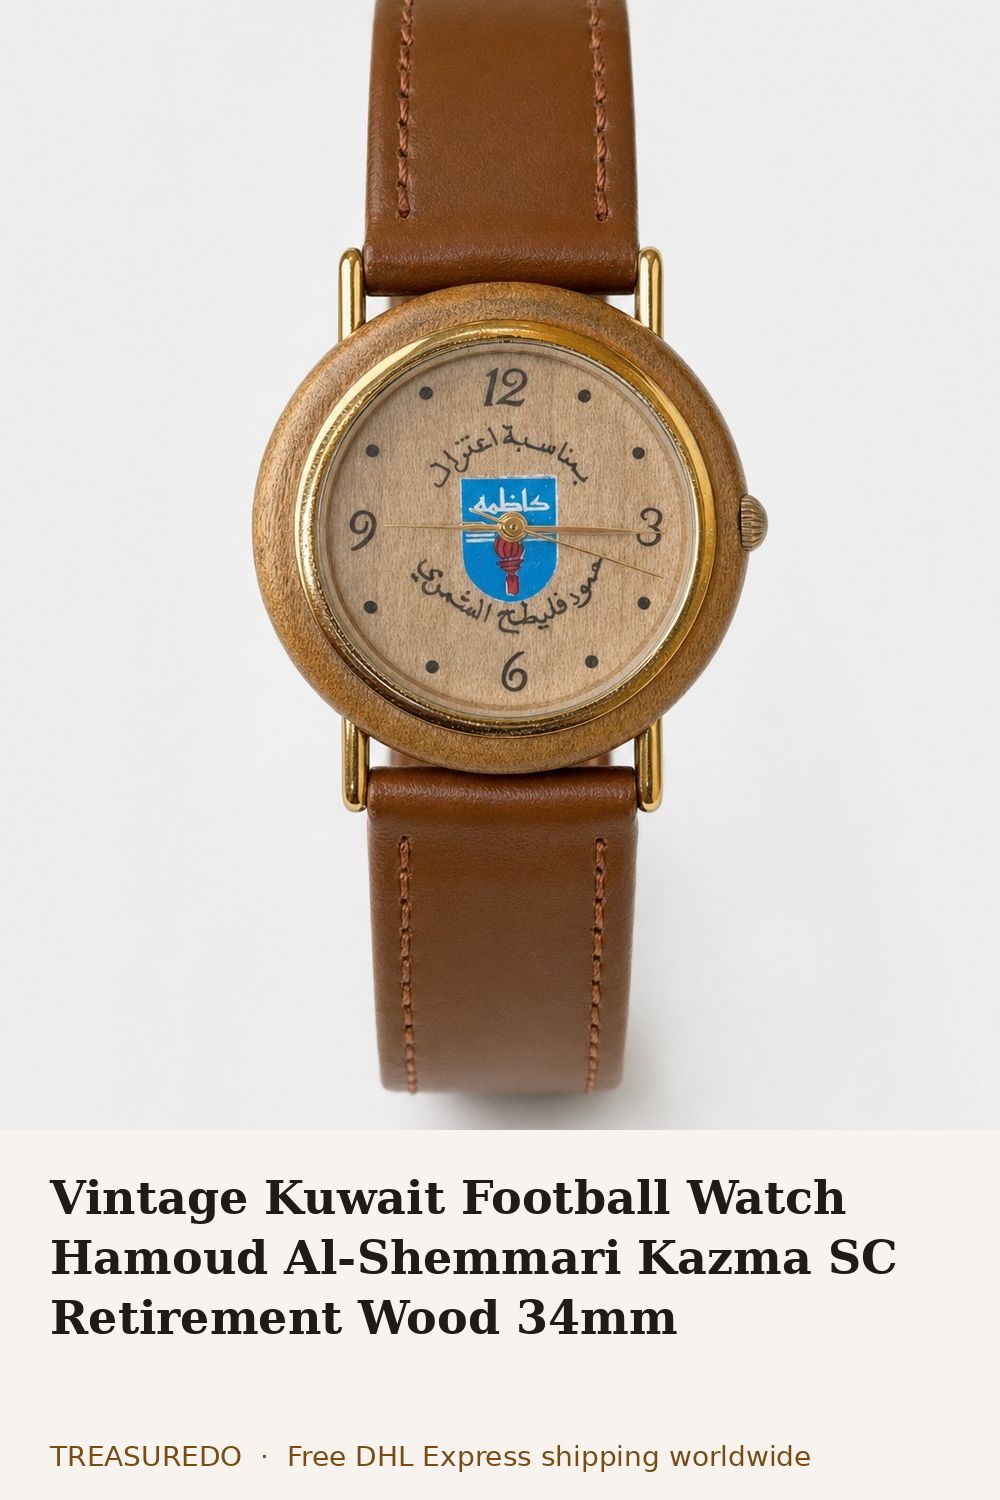 12
بمناسبة اعتزال
كاظمه
9
3
حمود فليطح الشمري
6
Vintage Kuwait Football Watch
Hamoud Al-Shemmari Kazma SC
Retirement Wood 34mm
TREASUREDO · Free DHL Express shipping worldwide